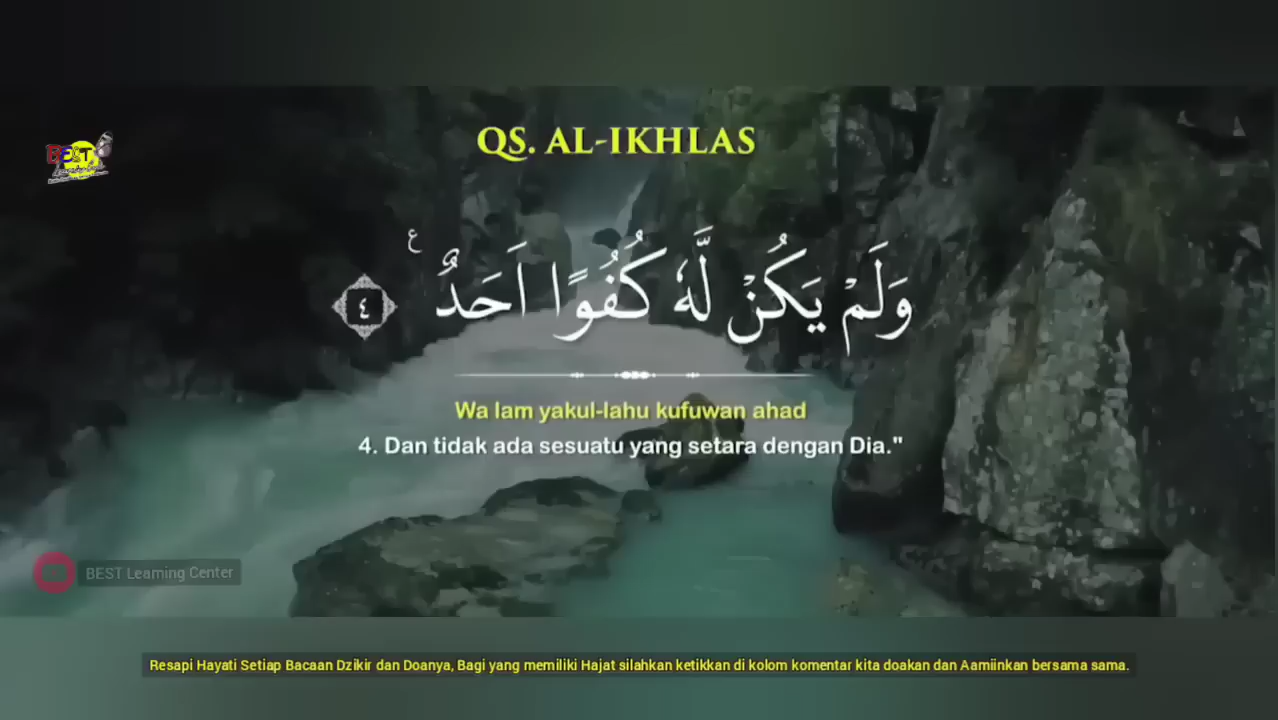 BEST
QS. AL-IKHLAS
وَلَمْ يَكُنْ لَّهٗ كُفُوًا اَحَدٌ ࣖ ٤
Wa lam yakul-lahu kufuwan ahad
4. Dan tidak ada sesuatu yang setara dengan Dia."
BEST Learning Center
Resapi Hayati Setiap Bacaan Dzikir dan Doanya, Bagi yang memiliki Hajat silahkan ketikkan di kolom komentar kita doakan dan Aamiinkan bersama sama.